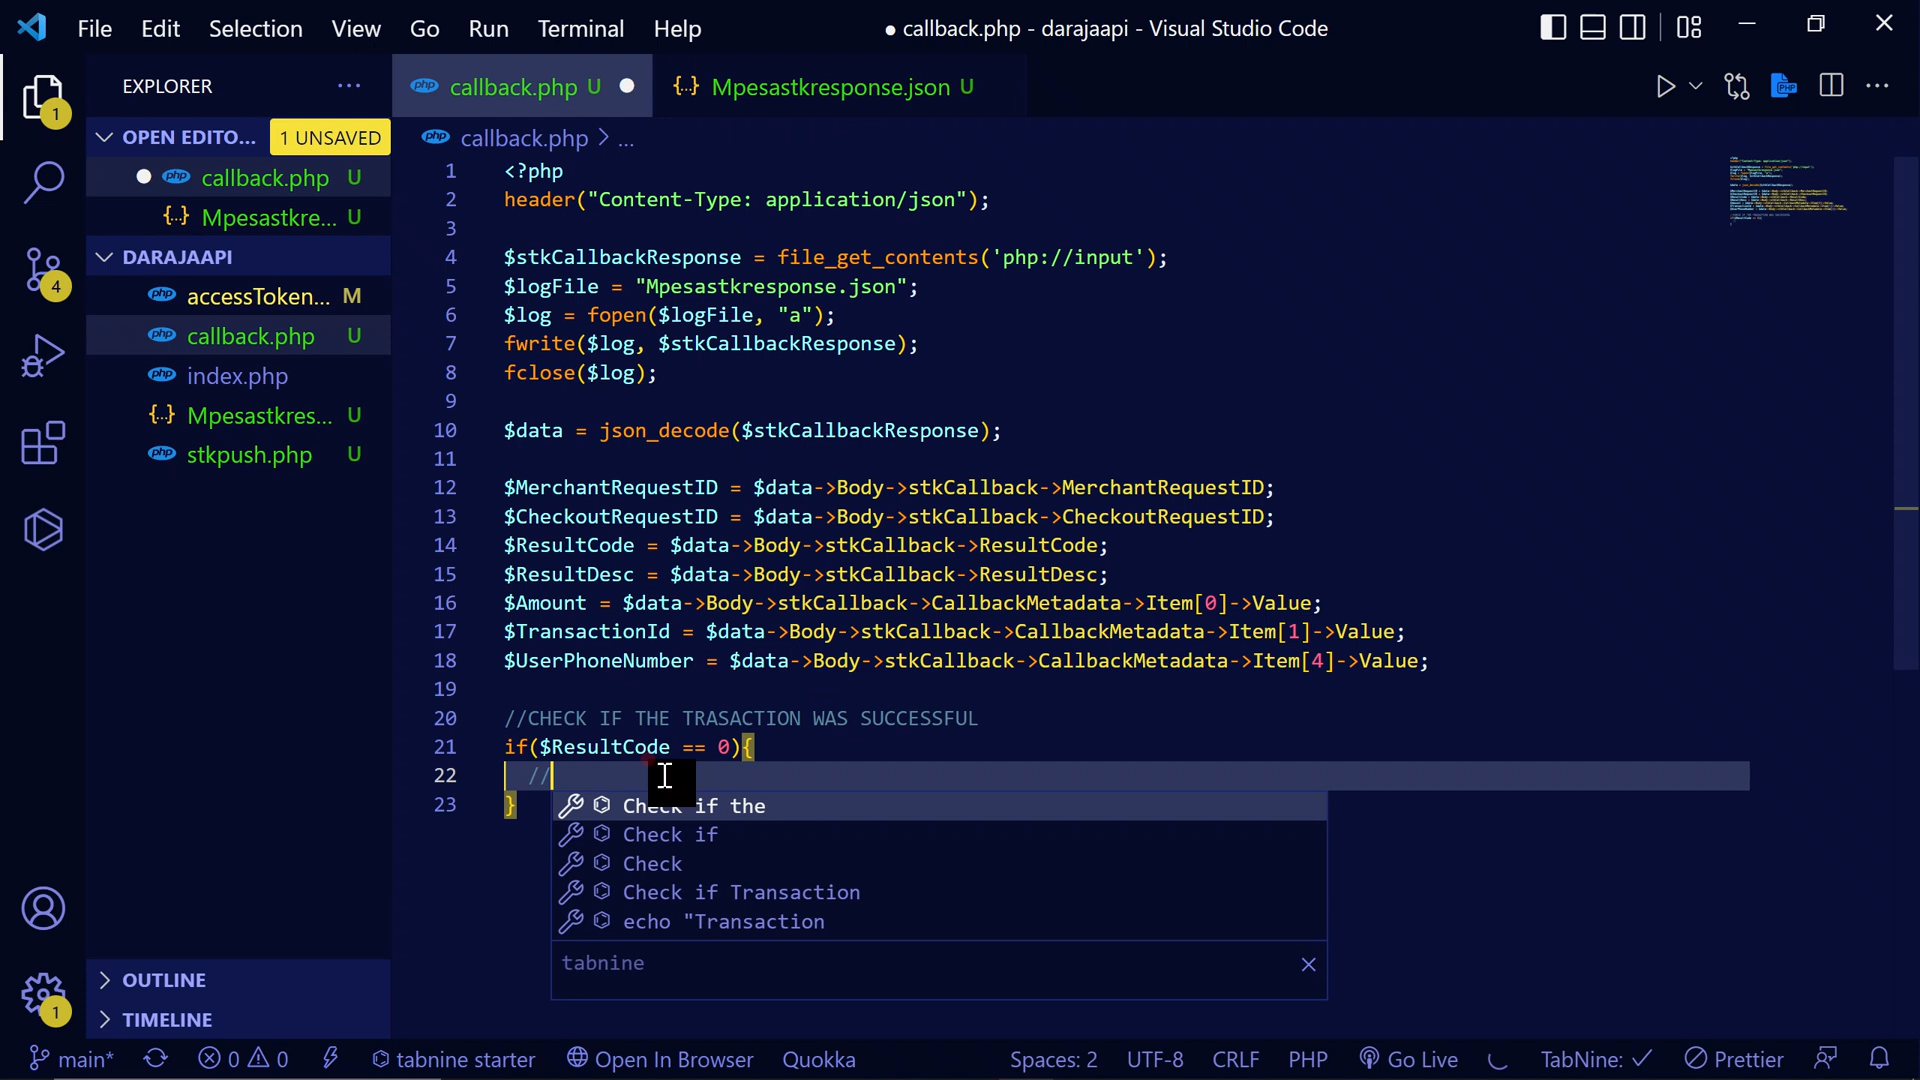 File Edit Selection View Go Run Terminal Help
● callback.php - darajaapi - Visual Studio Code
EXPLORER
OPEN EDITO... 1 UNSAVED
callback.php U
Mpesastkre... U
DARAJAAPI
accessToken... M
callback.php U
index.php
Mpesastkres... U
stkpush.php U
OUTLINE
TIMELINE
1
4
1
callback.php U ● Mpesastkresponse.json U
callback.php > ...
1 <?php
2 header("Content-Type: application/json");
3
4 $stkCallbackResponse = file_get_contents('php://input');
5 $logFile = "Mpesastkresponse.json";
6 $log = fopen($logFile, "a");
7 fwrite($log, $stkCallbackResponse);
8 fclose($log);
9
10 $data = json_decode($stkCallbackResponse);
11
12 $MerchantRequestID = $data->Body->stkCallback->MerchantRequestID;
13 $CheckoutRequestID = $data->Body->stkCallback->CheckoutRequestID;
14 $ResultCode = $data->Body->stkCallback->ResultCode;
15 $ResultDesc = $data->Body->stkCallback->ResultDesc;
16 $Amount = $data->Body->stkCallback->CallbackMetadata->Item[0]->Value;
17 $TransactionId = $data->Body->stkCallback->CallbackMetadata->Item[1]->Value;
18 $UserPhoneNumber = $data->Body->stkCallback->CallbackMetadata->Item[4]->Value;
19
20 //CHECK IF THE TRASACTION WAS SUCCESSFUL
21 if($ResultCode == 0){
22 //
23 }
Check if the
Check if
Check
Check if Transaction
echo "Transaction
tabnine
main* 0 0 tabnine starter Open In Browser Quokka Spaces: 2 UTF-8 CRLF PHP Go Live TabNine: ✓ Prettier